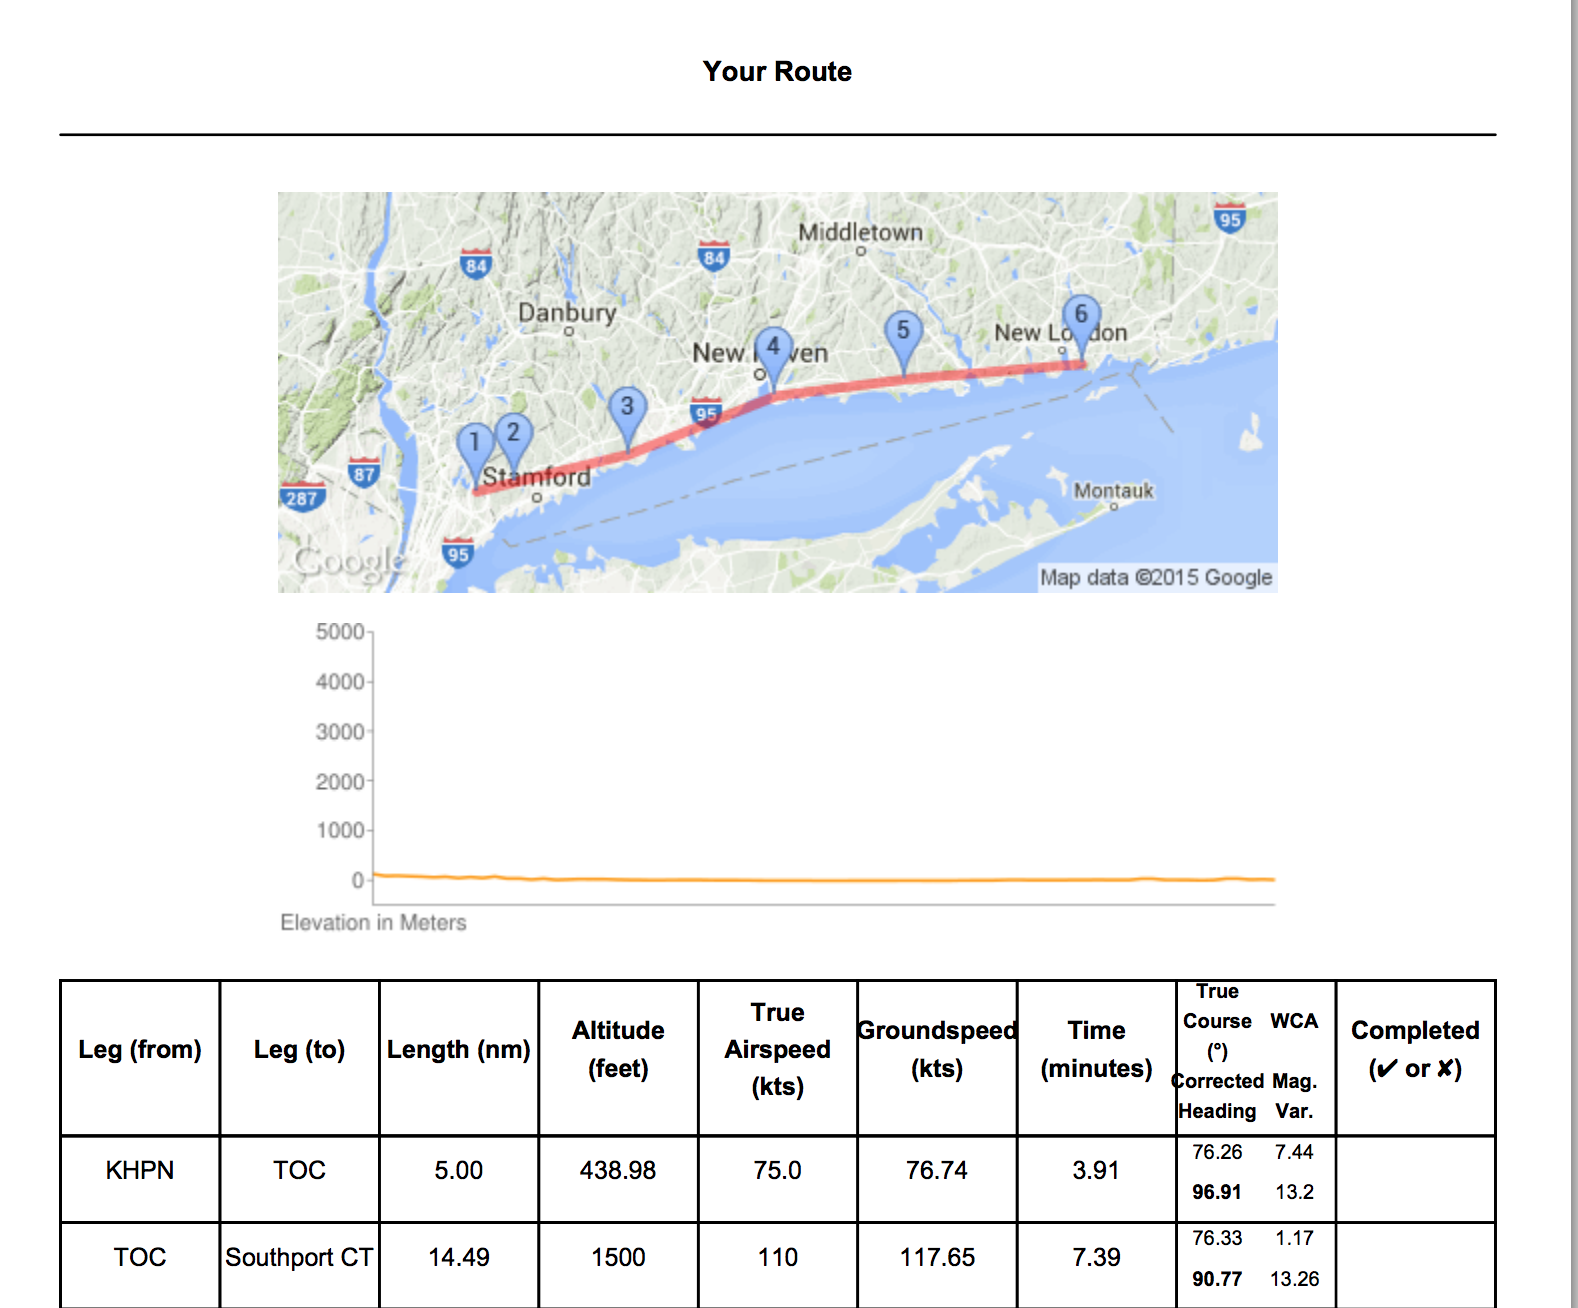 Your Route
95
Middletown
84
84
Danbury
6
5
New London
4
New Haven
3
95
2
1
Stamford
87
287
Montauk
Google
95
Map data ©2015 Google
5000
4000
3000
2000
1000
0
Elevation in Meters
Leg (from) Leg (to) Length (nm) Altitude (feet) True Airspeed (kts) Groundspeed (kts) Time (minutes) True Course (°) WCA Corrected Heading Mag. Var. Completed (✔ or ✘)
KHPN TOC 5.00 438.98 75.0 76.74 3.91 76.26 7.44
96.91 13.2
TOC Southport CT 14.49 1500 110 117.65 7.39 76.33 1.17
90.77 13.26